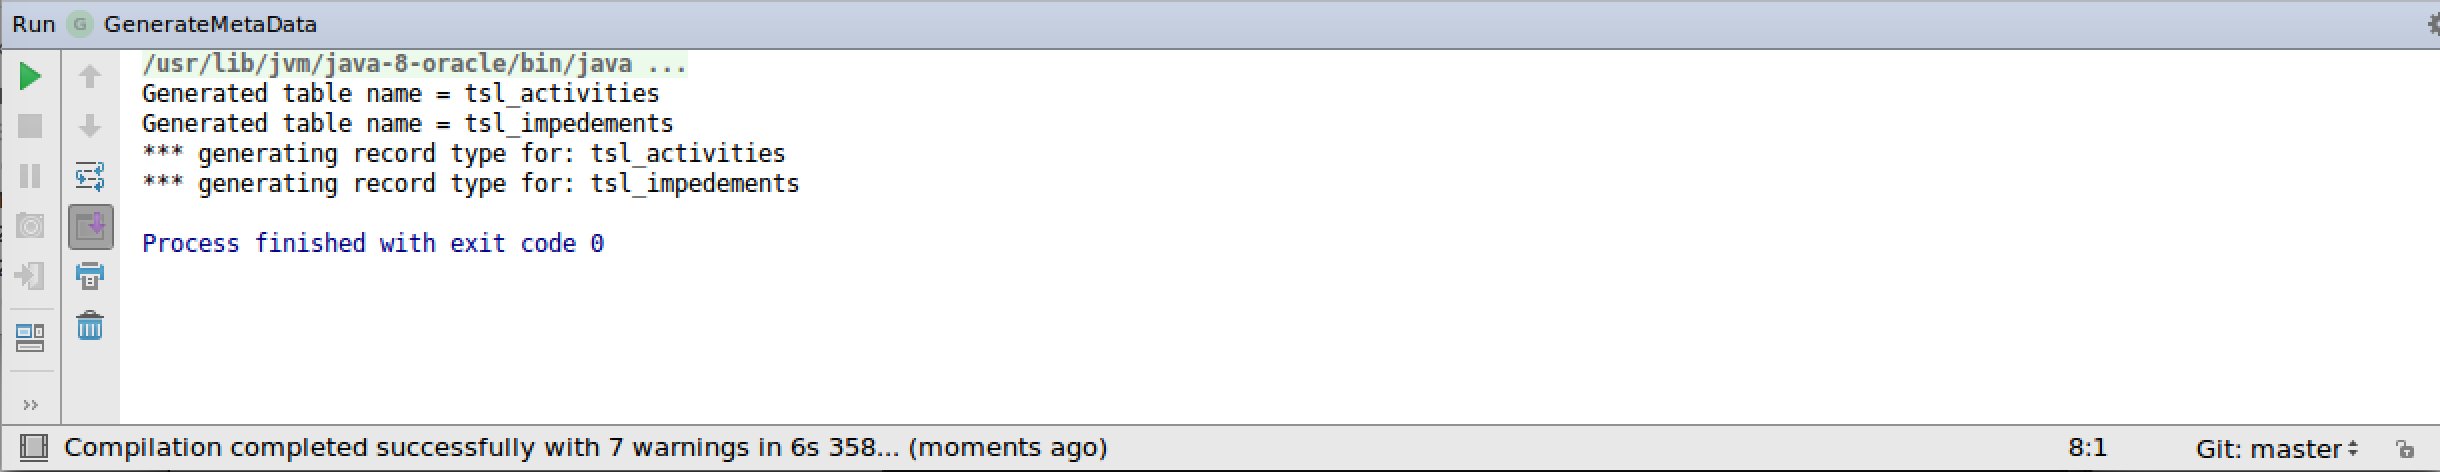 Run G GenerateMetaData
/usr/lib/jvm/java-8-oracle/bin/java ...
Generated table name = tsl_activities
Generated table name = tsl_impedements
*** generating record type for: tsl_activities
*** generating record type for: tsl_impedements
Process finished with exit code 0
Compilation completed successfully with 7 warnings in 6s 358... (moments ago) 8:1 Git: master